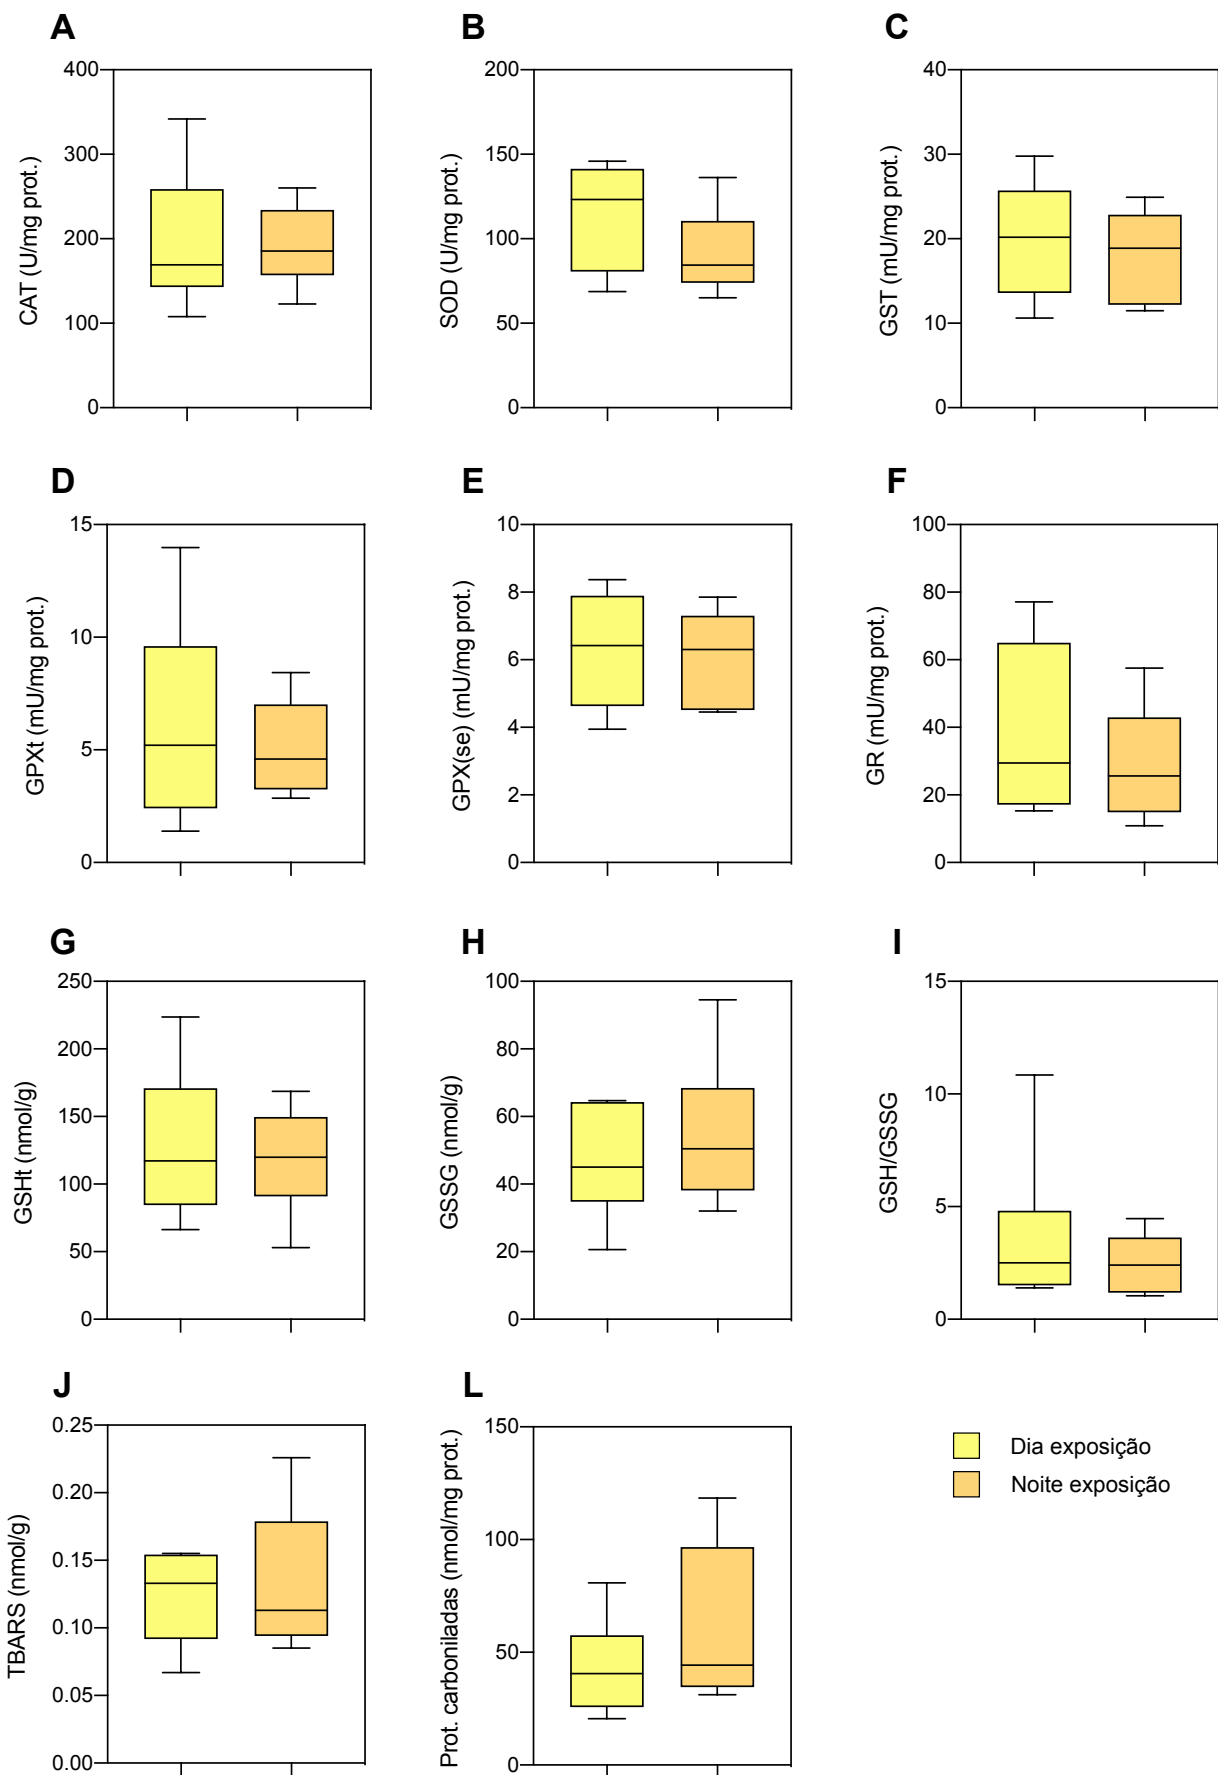 A
B
C
400
300
200
100
0
CAT (U/mg prot.)
200
150
100
50
0
SOD (U/mg prot.)
40
30
20
10
0
GST (mU/mg prot.)
D
E
F
15
10
5
0
GPXt (mU/mg prot.)
10
8
6
4
2
0
GPX(se) (mU/mg prot.)
100
80
60
40
20
0
GR (mU/mg prot.)
G
H
I
250
200
150
100
50
0
GSHt (nmol/g)
100
80
60
40
20
0
GSSG (nmol/g)
15
10
5
0
GSH/GSSG
J
L
0.25
0.20
0.15
0.10
0.05
0.00
TBARS (nmol/g)
150
100
50
0
Prot. carboniladas (nmol/mg prot.)
Dia exposição
Noite exposição